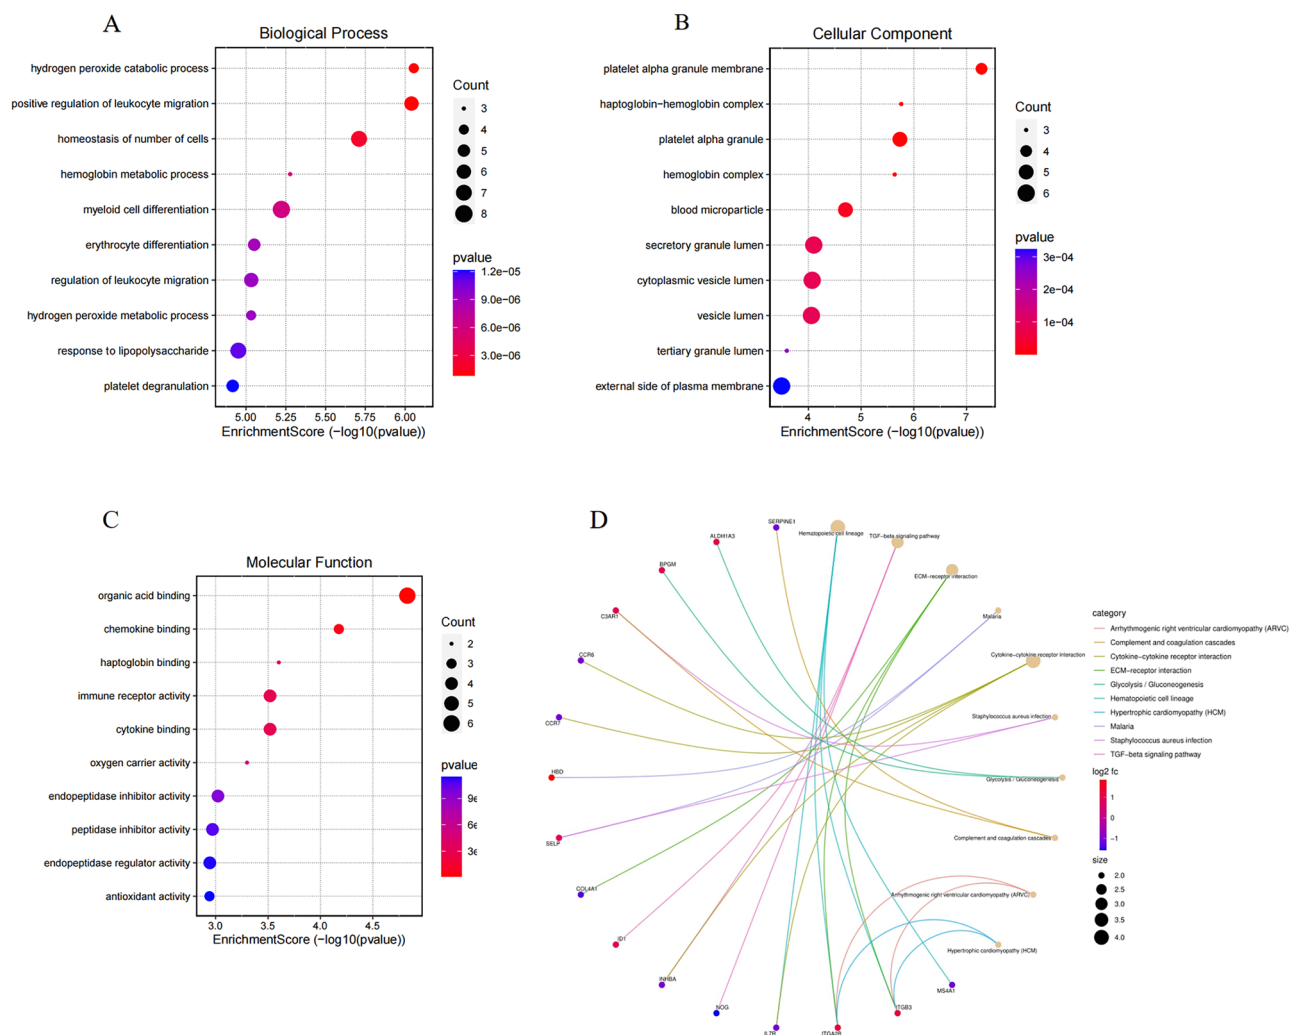 A
Biological Process
hydrogen peroxide catabolic process
positive regulation of leukocyte migration
homeostasis of number of cells
hemoglobin metabolic process
myeloid cell differentiation
erythrocyte differentiation
regulation of leukocyte migration
hydrogen peroxide metabolic process
response to lipopolysaccharide
platelet degranulation
5.00 5.25 5.50 5.75 6.00
EnrichmentScore (−log10(pvalue))
Count
3
4
5
6
7
8
pvalue
1.2e−05
9.0e−06
6.0e−06
3.0e−06
B
Cellular Component
platelet alpha granule membrane
haptoglobin−hemoglobin complex
platelet alpha granule
hemoglobin complex
blood microparticle
secretory granule lumen
cytoplasmic vesicle lumen
vesicle lumen
tertiary granule lumen
external side of plasma membrane
4 5 6 7
EnrichmentScore (−log10(pvalue))
Count
3
4
5
6
pvalue
3e−04
2e−04
1e−04
C
Molecular Function
organic acid binding
chemokine binding
haptoglobin binding
immune receptor activity
cytokine binding
oxygen carrier activity
endopeptidase inhibitor activity
peptidase inhibitor activity
endopeptidase regulator activity
antioxidant activity
3.0 3.5 4.0 4.5
EnrichmentScore (−log10(pvalue))
Count
2
3
4
5
6
pvalue
9e
6e
3e
D
SERPINE1
Hematopoietic cell lineage
TGF−beta signaling pathway
ALDH1A3
ECM−receptor interaction
BPGM
C3AR1
Malaria
CCR6
Cytokine−cytokine receptor interaction
CCR7
Staphylococcus aureus infection
HBD
Glycolysis / Gluconeogenesis
SELP
Complement and coagulation cascades
COL4A1
Arrhythmogenic right ventricular cardiomyopathy (ARVC)
ID1
Hypertrophic cardiomyopathy (HCM)
INHBA
MS4A1
NOG
ITGB3
IL7R
ITGA2B
category
Arrhythmogenic right ventricular cardiomyopathy (ARVC)
Complement and coagulation cascades
Cytokine−cytokine receptor interaction
ECM−receptor interaction
Glycolysis / Gluconeogenesis
Hematopoietic cell lineage
Hypertrophic cardiomyopathy (HCM)
Malaria
Staphylococcus aureus infection
TGF−beta signaling pathway
log2 fc
1
0
−1
size
2.0
2.5
3.0
3.5
4.0